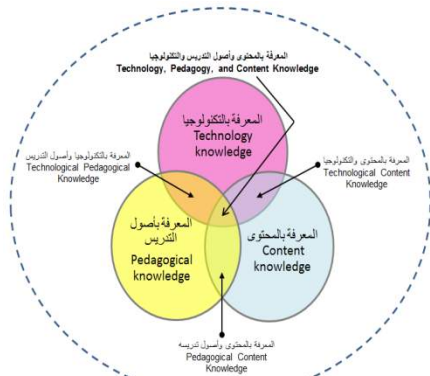 المعرفة بالمحتوى وأصول التدريس والتكنولوجيا
Technology, Pedagogy, and Content Knowledge
المعرفة بالتكنولوجيا
Technology
knowledge
المعرفة بالتكنولوجيا وأصول التدريس
Technological Pedagogical
Knowledge
المعرفة بالمحتوى والتكنولوجيا
Technological Content
Knowledge
المعرفة بأصول
التدريس
Pedagogical
knowledge
المعرفة بالمحتوى
Content
knowledge
المعرفة بالمحتوى وأصول تدريسه
Pedagogical Content
Knowledge